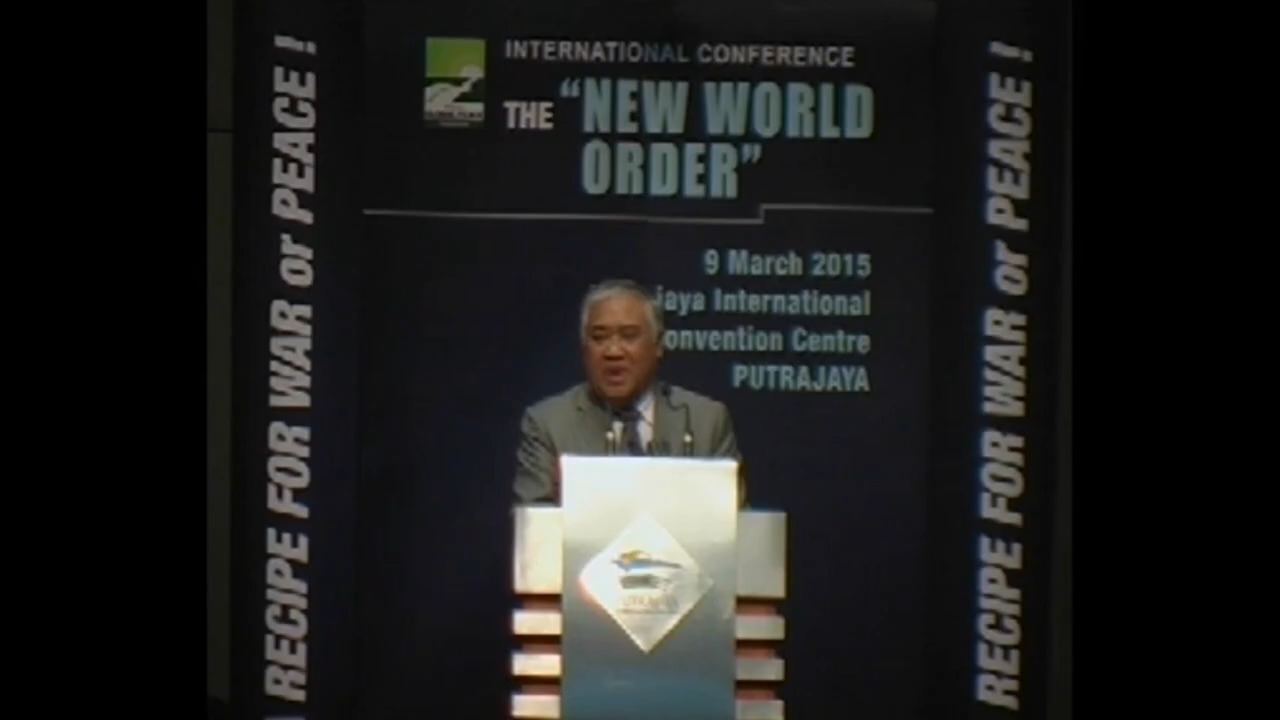 RECIPE FOR WAR or PEACE !
INTERNATIONAL CONFERENCE
THE "NEW WORLD
ORDER"
9 March 2015
jaya International
onvention Centre
PUTRAJAYA
RECIPE FOR WAR or PEACE !